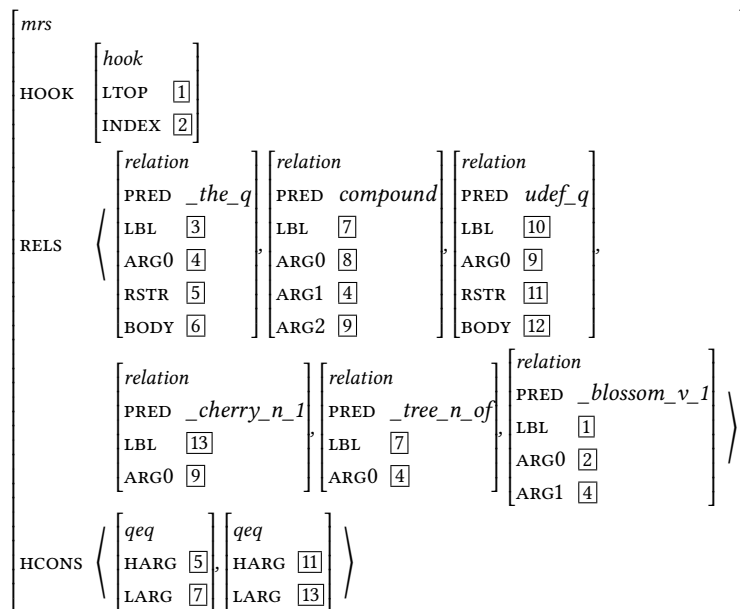 mrs
HOOK hook
LTOP 1
INDEX 2
RELS ⟨ relation , relation , relation ,
PRED _the_q PRED compound PRED udef_q
LBL 3 LBL 7 LBL 10
ARG0 4 ARG0 8 ARG0 9
RSTR 5 ARG1 4 RSTR 11
BODY 6 ARG2 9 BODY 12
relation , relation , relation ⟩
PRED _cherry_n_1 PRED _tree_n_of PRED _blossom_v_1
LBL 13 LBL 7 LBL 1
ARG0 9 ARG0 4 ARG0 2
ARG1 4
HCONS ⟨ qeq , qeq ⟩
HARG 5 HARG 11
LARG 7 LARG 13